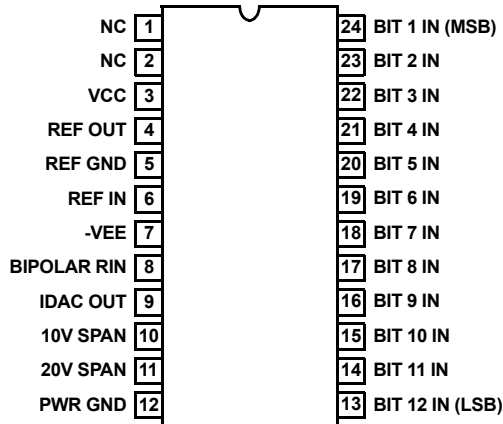 NC 1 24 BIT 1 IN (MSB)
NC 2 23 BIT 2 IN
VCC 3 22 BIT 3 IN
REF OUT 4 21 BIT 4 IN
REF GND 5 20 BIT 5 IN
REF IN 6 19 BIT 6 IN
-VEE 7 18 BIT 7 IN
BIPOLAR RIN 8 17 BIT 8 IN
IDAC OUT 9 16 BIT 9 IN
10V SPAN 10 15 BIT 10 IN
20V SPAN 11 14 BIT 11 IN
PWR GND 12 13 BIT 12 IN (LSB)